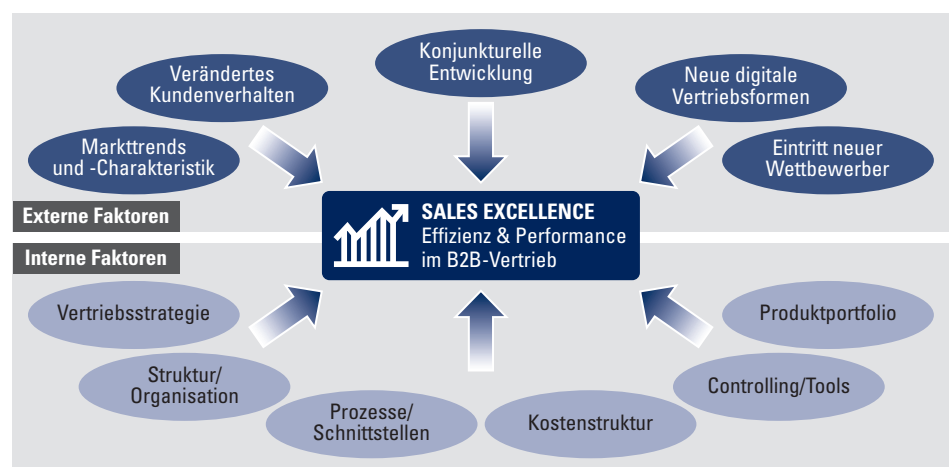 Konjunkturelle
Entwicklung
Verändertes
Kundenverhalten
Neue digitale
Vertriebsformen
Markttrends
und -Charakteristik
Eintritt neuer
Wettbewerber
Externe Faktoren
SALES EXCELLENCE
Effizienz & Performance
im B2B-Vertrieb
Interne Faktoren
Vertriebsstrategie
Produktportfolio
Struktur/
Organisation
Controlling/Tools
Prozesse/
Schnittstellen
Kostenstruktur